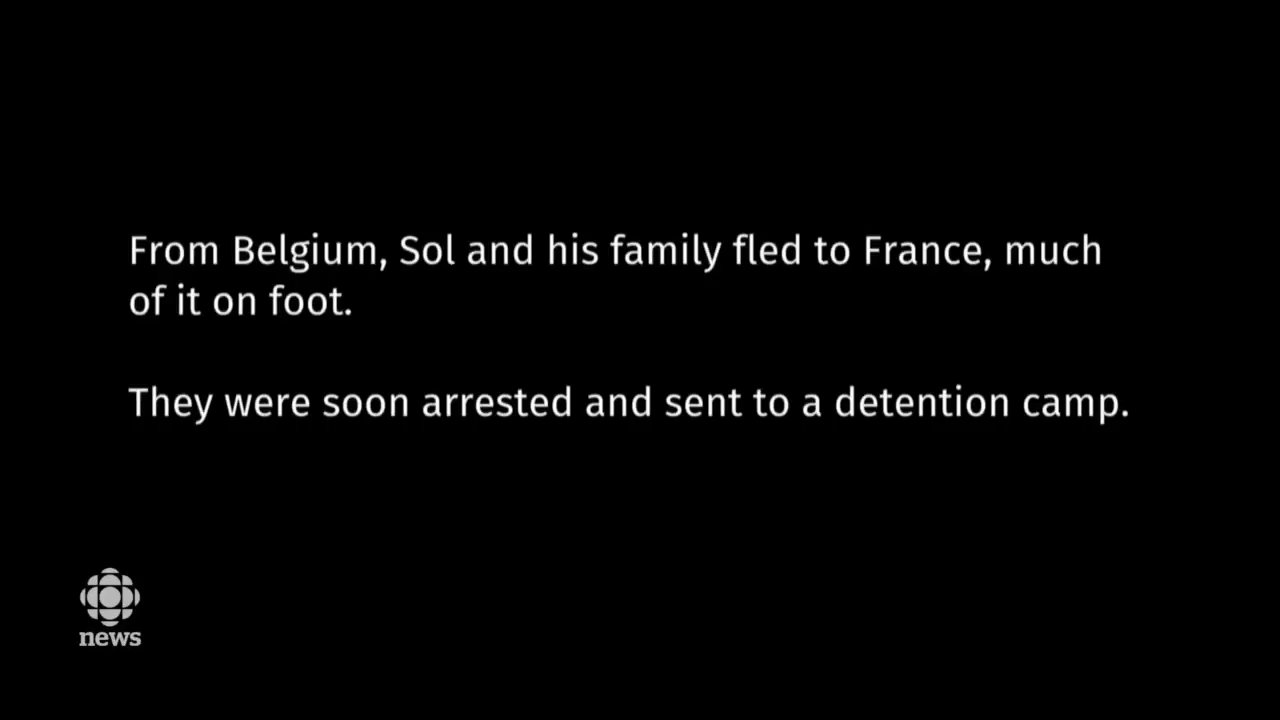 From Belgium, Sol and his family fled to France, much
of it on foot.
They were soon arrested and sent to a detention camp.
news